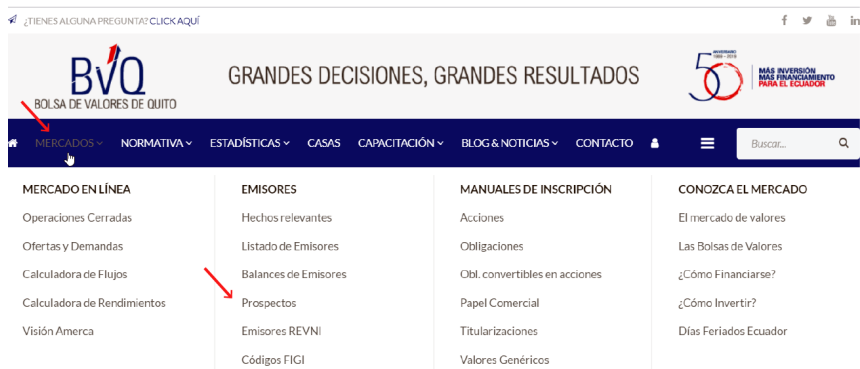 ¿TIENES ALGUNA PREGUNTA? CLICK AQUÍ
BVQ
BOLSA DE VALORES DE QUITO
GRANDES DECISIONES, GRANDES RESULTADOS
ANIVERSARIO
1969 - 2019
50
MÁS INVERSIÓN
MÁS FINANCIAMIENTO
PARA EL ECUADOR
MERCADOS NORMATIVA ESTADÍSTICAS CASAS CAPACITACIÓN BLOG & NOTICIAS CONTACTO Buscar...
MERCADO EN LÍNEA
Operaciones Cerradas
Ofertas y Demandas
Calculadora de Flujos
Calculadora de Rendimientos
Visión Amerca
EMISORES
Hechos relevantes
Listado de Emisores
Balances de Emisores
Prospectos
Emisores REVNI
Códigos FIGI
MANUALES DE INSCRIPCIÓN
Acciones
Obligaciones
Obl. convertibles en acciones
Papel Comercial
Titularizaciones
Valores Genéricos
CONOZCA EL MERCADO
El mercado de valores
Las Bolsas de Valores
¿Cómo Financiarse?
¿Cómo Invertir?
Días Feriados Ecuador